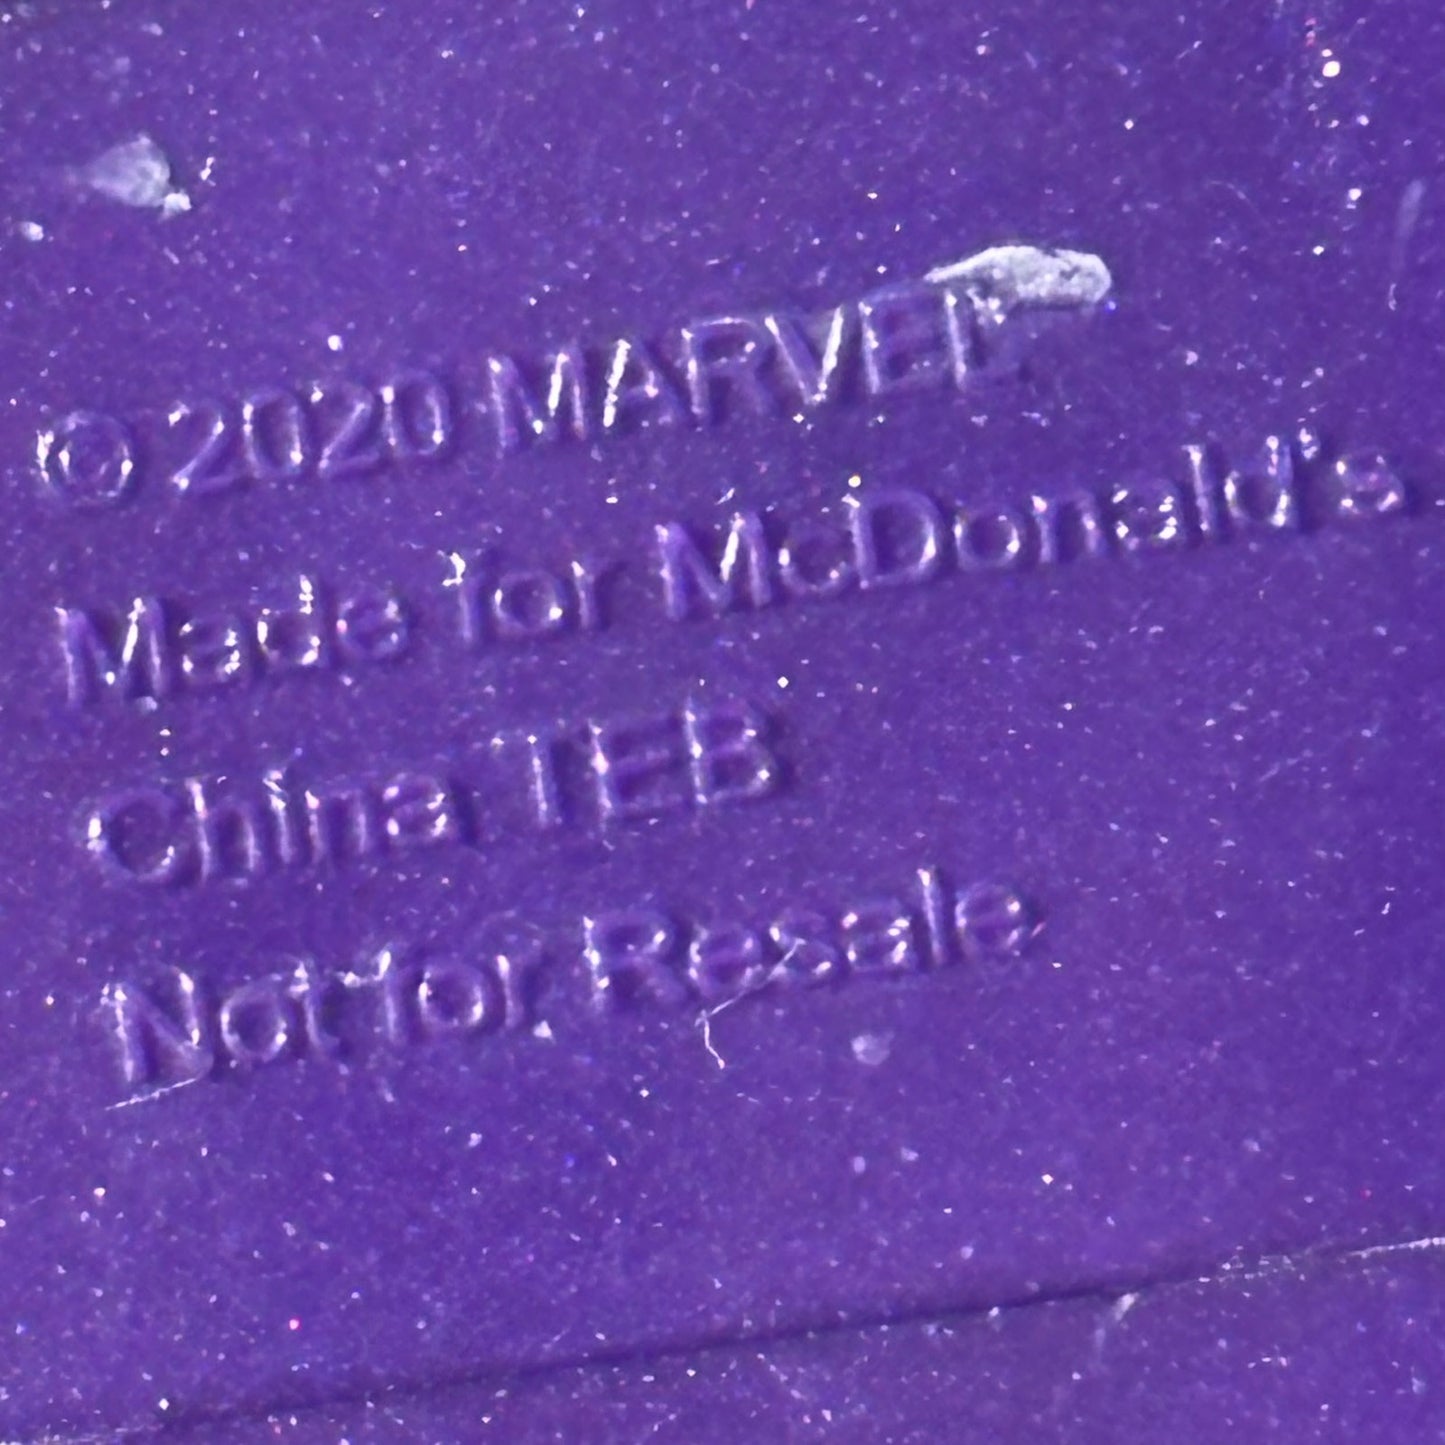 © 2020 MARVEL
Made for McDonald's
China TEB
Not for Resale